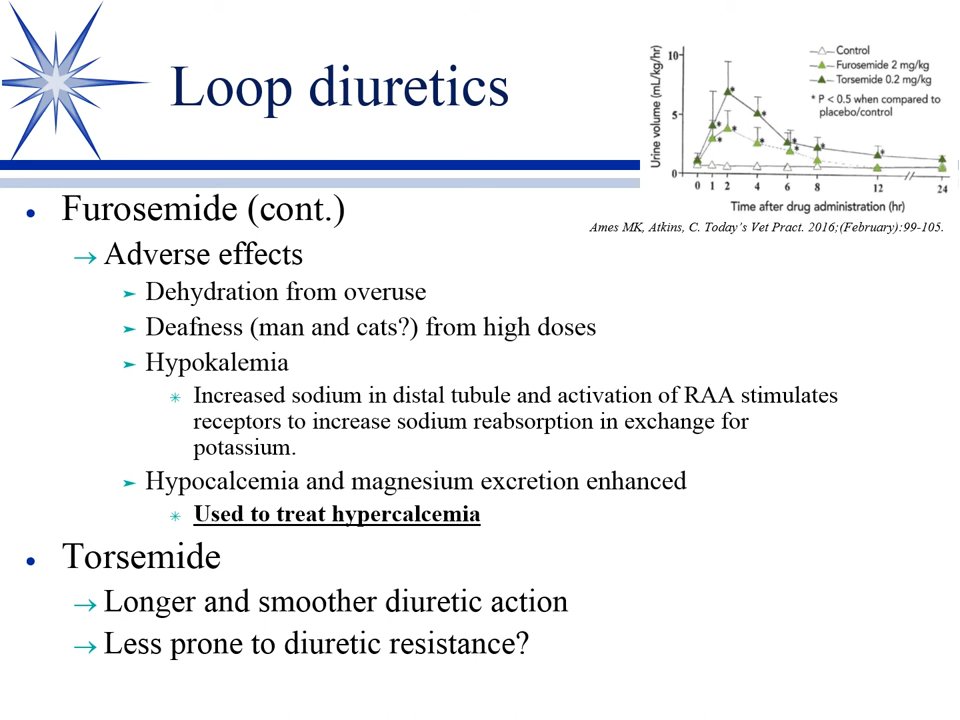 Loop diuretics
Urine volume (mL/kg/hr)
10
5
0
Control
Furosemide 2 mg/kg
Torsemide 0.2 mg/kg
* P < 0.5 when compared to
placebo/control
0 1 2 4 6 8 12 24
Time after drug administration (hr)
Ames MK, Atkins, C. Today's Vet Pract. 2016;(February):99-105.
• Furosemide (cont.)
→ Adverse effects
➢ Dehydration from overuse
➢ Deafness (man and cats?) from high doses
➢ Hypokalemia
✳ Increased sodium in distal tubule and activation of RAA stimulates
receptors to increase sodium reabsorption in exchange for
potassium.
➢ Hypocalcemia and magnesium excretion enhanced
✳ Used to treat hypercalcemia
• Torsemide
→ Longer and smoother diuretic action
→ Less prone to diuretic resistance?